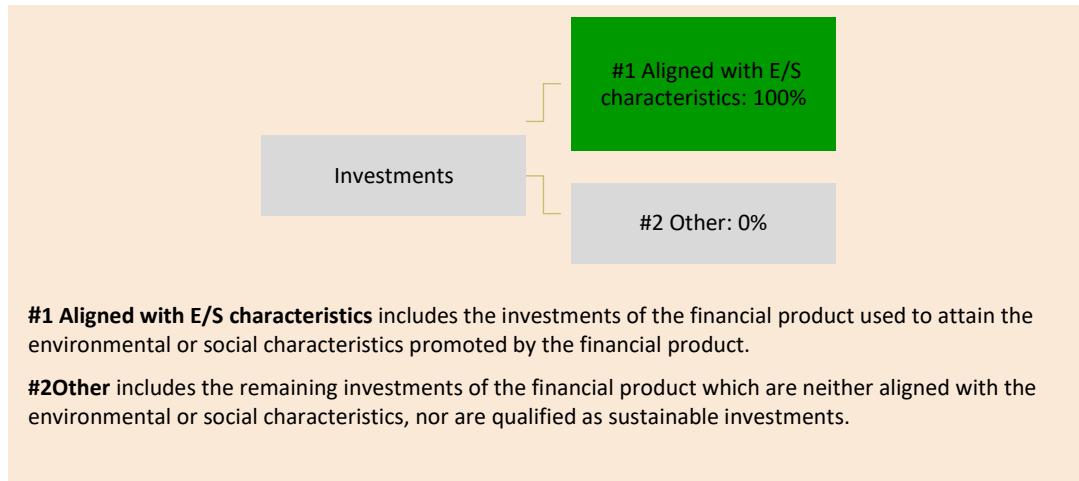 #1 Aligned with E/S
characteristics: 100%
Investments
#2 Other: 0%
#1 Aligned with E/S characteristics includes the investments of the financial product used to attain the
environmental or social characteristics promoted by the financial product.
#2Other includes the remaining investments of the financial product which are neither aligned with the
environmental or social characteristics, nor are qualified as sustainable investments.